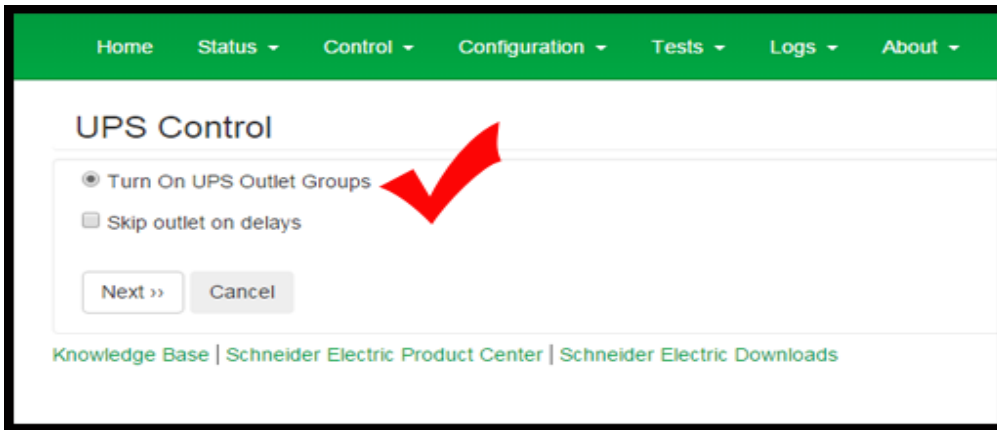 Home Status Control Configuration Tests Logs About
UPS Control
Turn On UPS Outlet Groups
Skip outlet on delays
Next ›› Cancel
Knowledge Base | Schneider Electric Product Center | Schneider Electric Downloads